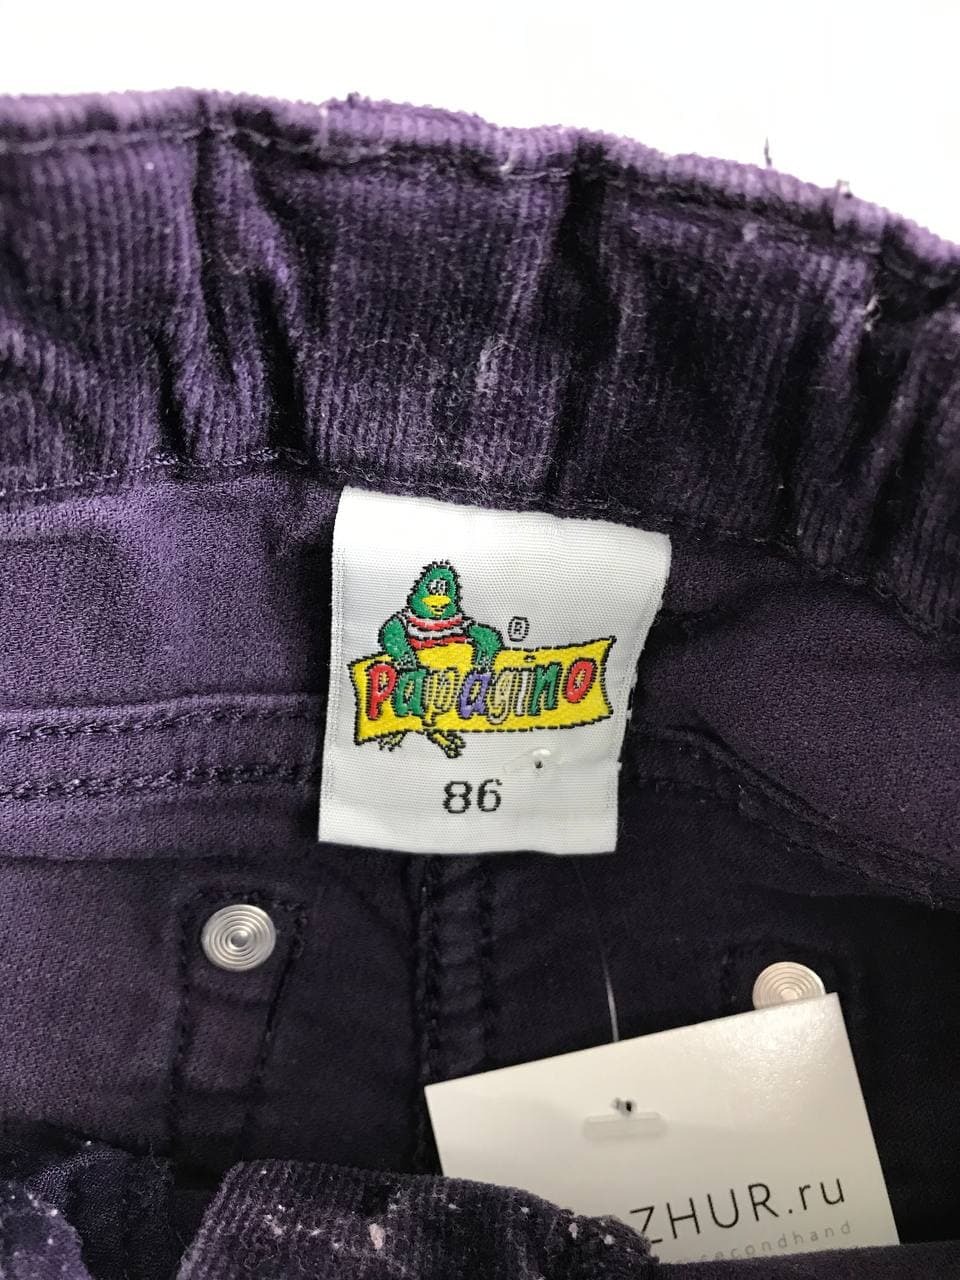 Papagino ®
86
ZHUR.ru
secondhand